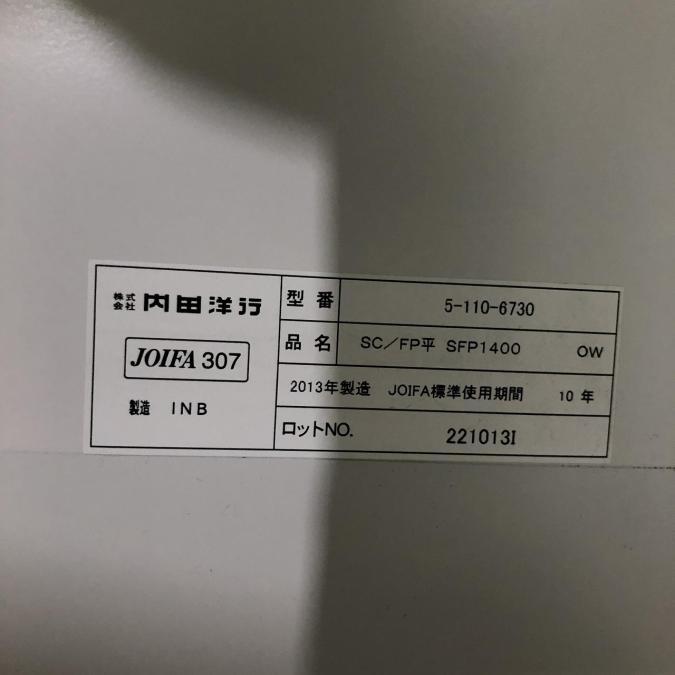 株式会社 内田洋行
JOIFA 307
製造 INB
型番 5-110-6730
品名 SC／FP平 SFP1400 OW
2013年製造 JOIFA標準使用期間 10年
ロットNO. 221013I